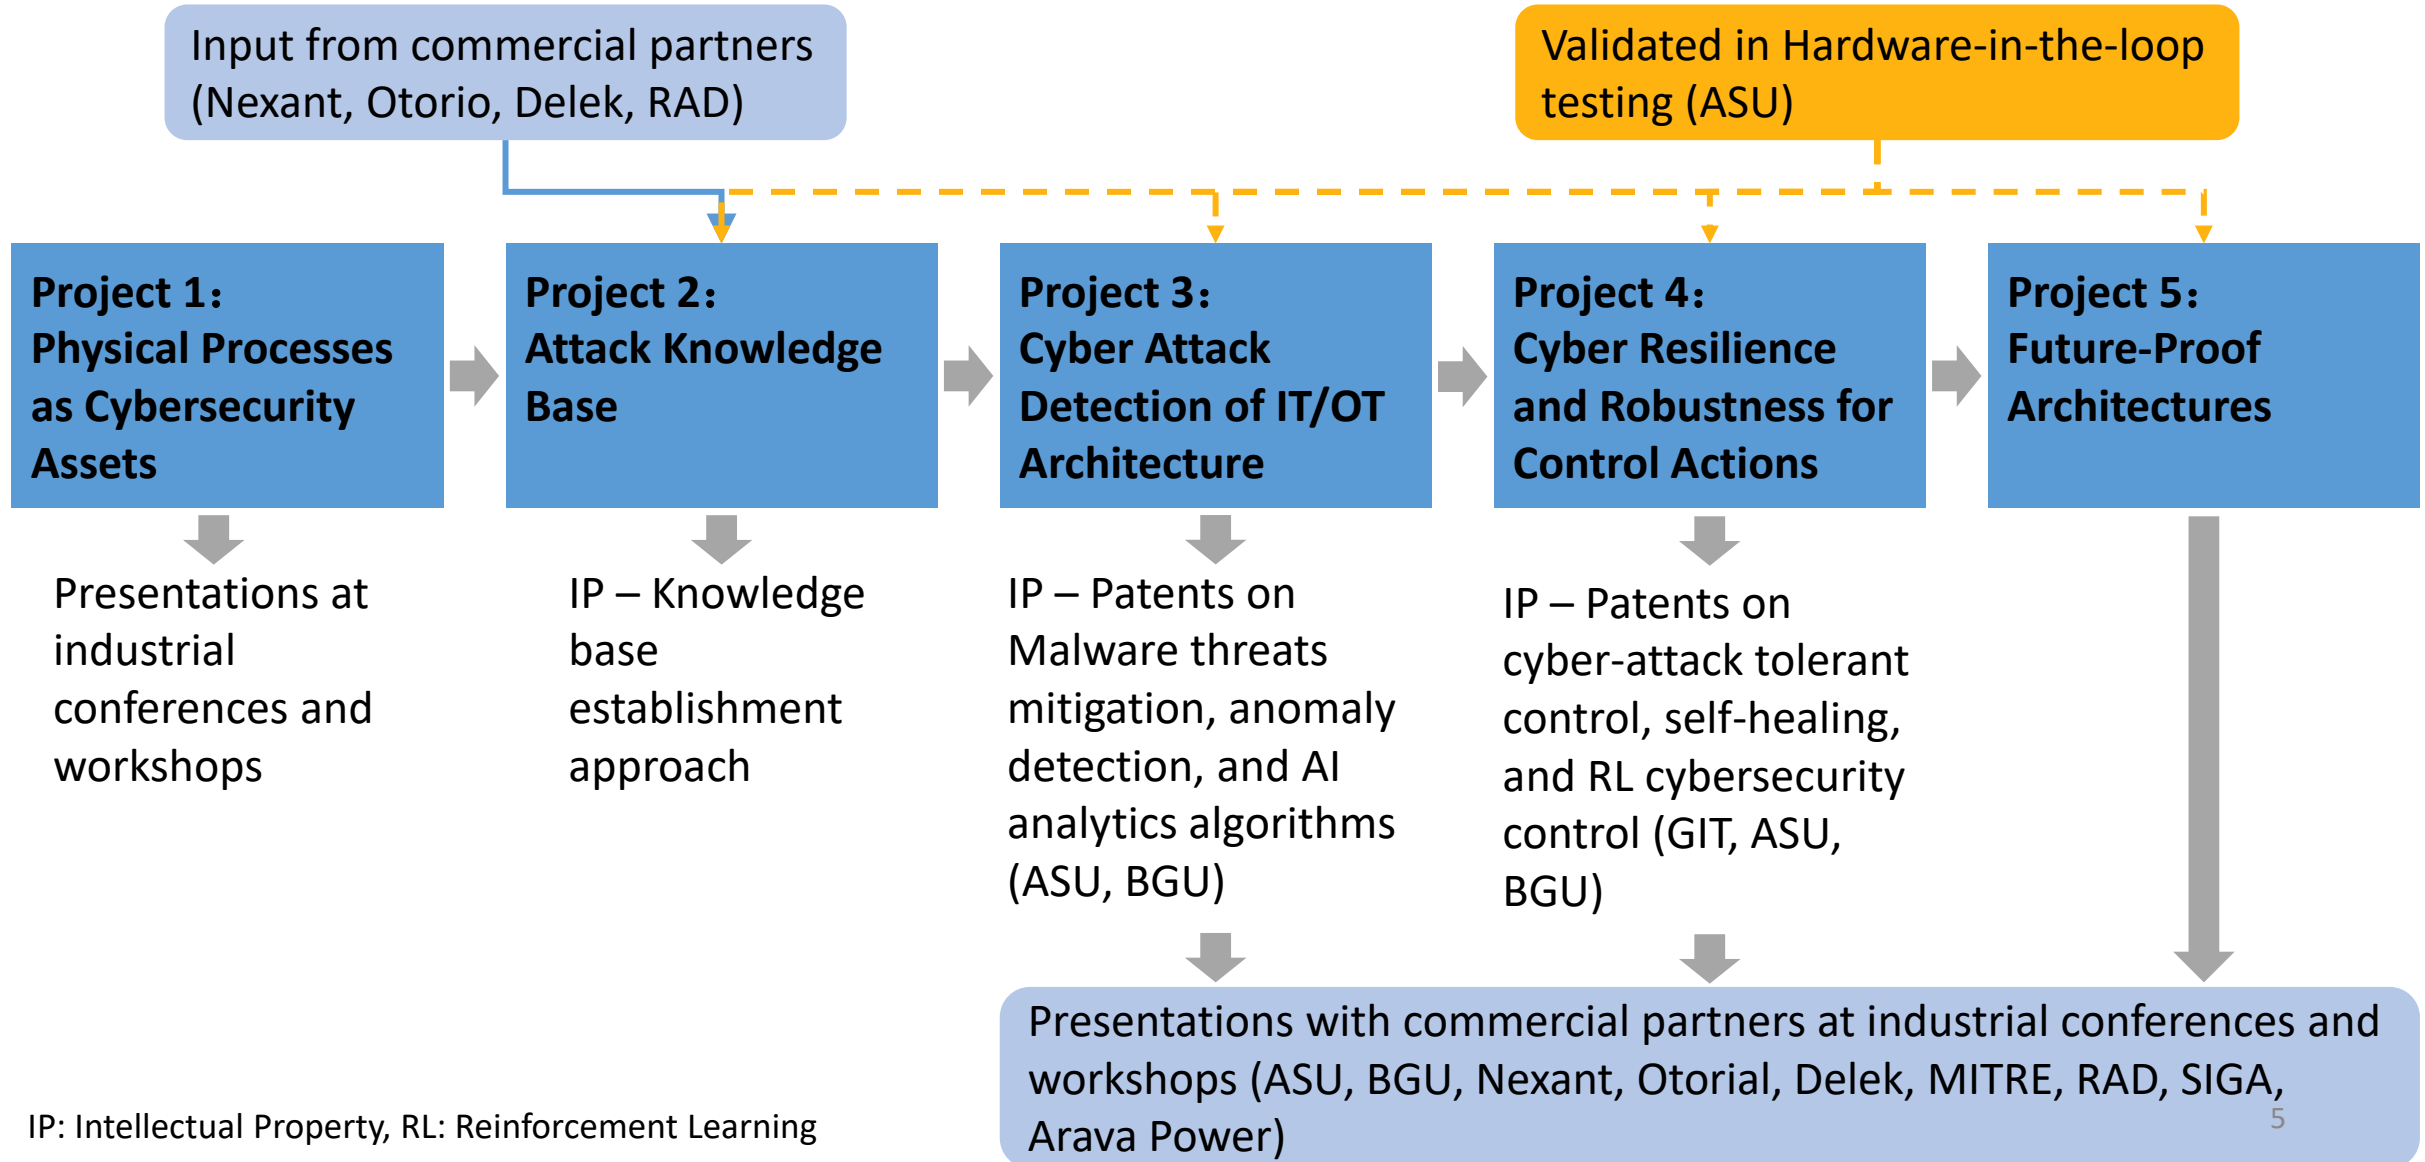 Input from commercial partners
(Nexant, Otorio, Delek, RAD)
Validated in Hardware-in-the-loop
testing (ASU)
Project 1：
Physical Processes
as Cybersecurity
Assets
Project 2：
Attack Knowledge
Base
Project 3：
Cyber Attack
Detection of IT/OT
Architecture
Project 4：
Cyber Resilience
and Robustness for
Control Actions
Project 5：
Future-Proof
Architectures
Presentations at
industrial
conferences and
workshops
IP – Knowledge
base
establishment
approach
IP – Patents on
Malware threats
mitigation, anomaly
detection, and AI
analytics algorithms
(ASU, BGU)
IP – Patents on
cyber-attack tolerant
control, self-healing,
and RL cybersecurity
control (GIT, ASU,
BGU)
Presentations with commercial partners at industrial conferences and
workshops (ASU, BGU, Nexant, Otorial, Delek, MITRE, RAD, SIGA,
Arava Power)
IP: Intellectual Property, RL: Reinforcement Learning
5